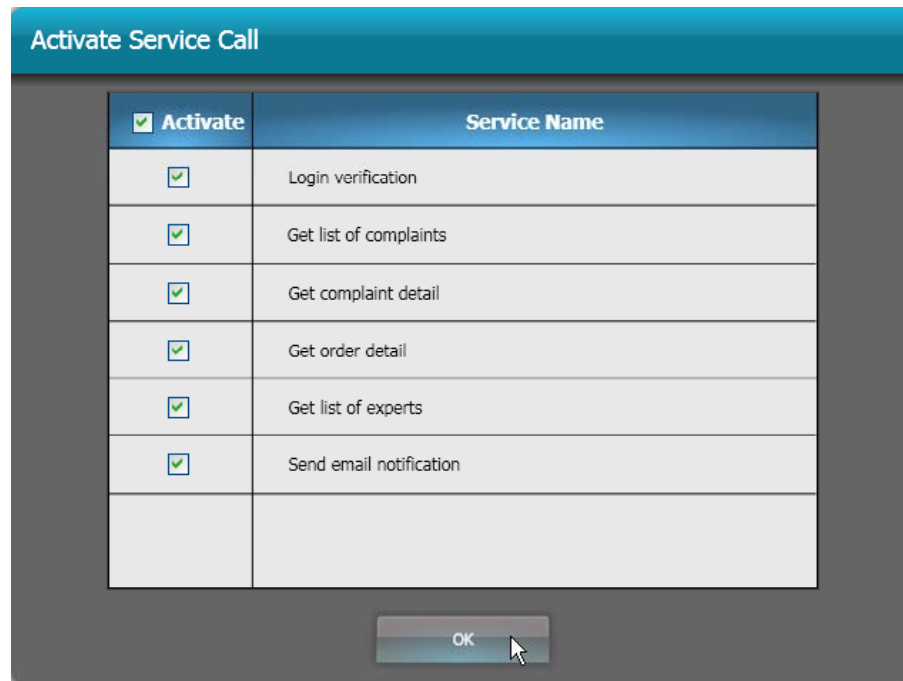 Activate Service Call
Activate Service Name
Login verification
Get list of complaints
Get complaint detail
Get order detail
Get list of experts
Send email notification
OK